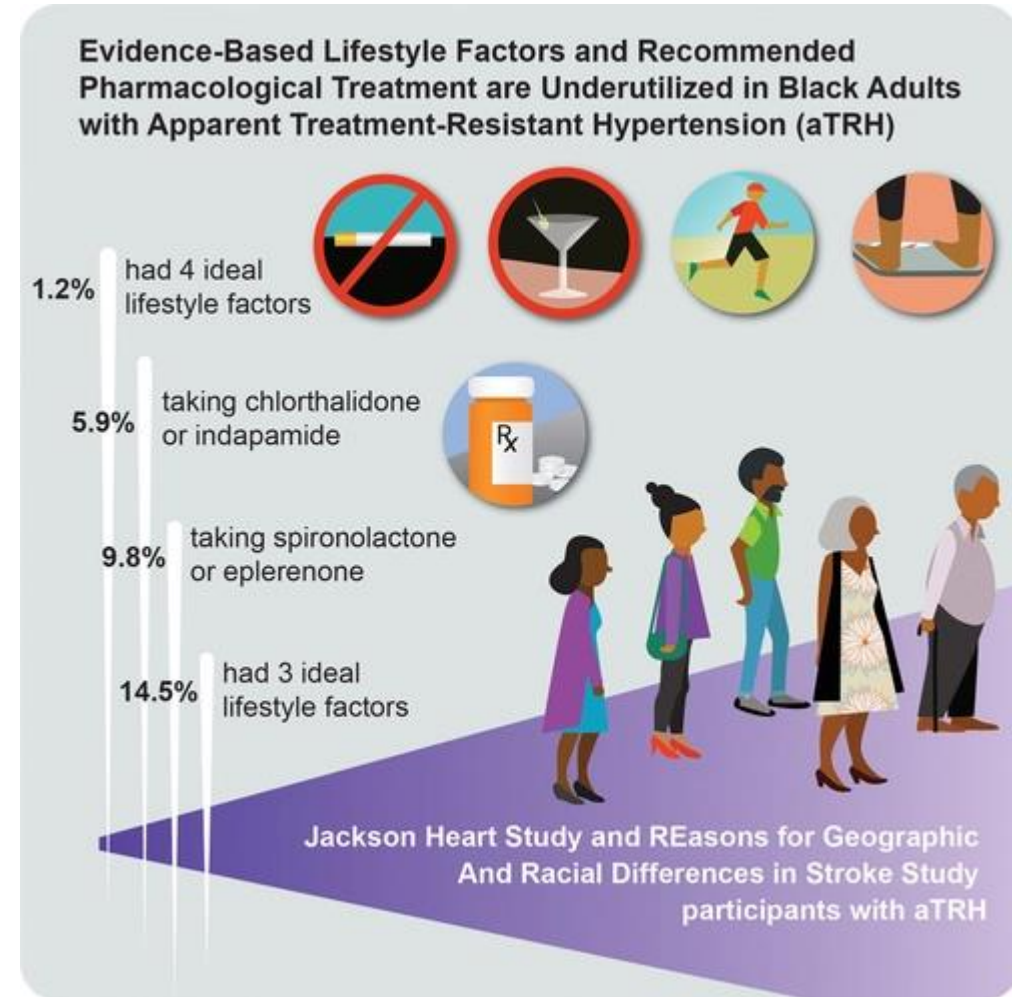 Evidence-Based Lifestyle Factors and Recommended
Pharmacological Treatment are Underutilized in Black Adults
with Apparent Treatment-Resistant Hypertension (aTRH)
1.2%
had 4 ideal
lifestyle factors
5.9%
taking chlorthalidone
or indapamide
Rx
9.8%
taking spironolactone
or eplerenone
14.5%
had 3 ideal
lifestyle factors
Jackson Heart Study and REasons for Geographic
And Racial Differences in Stroke Study
participants with aTRH